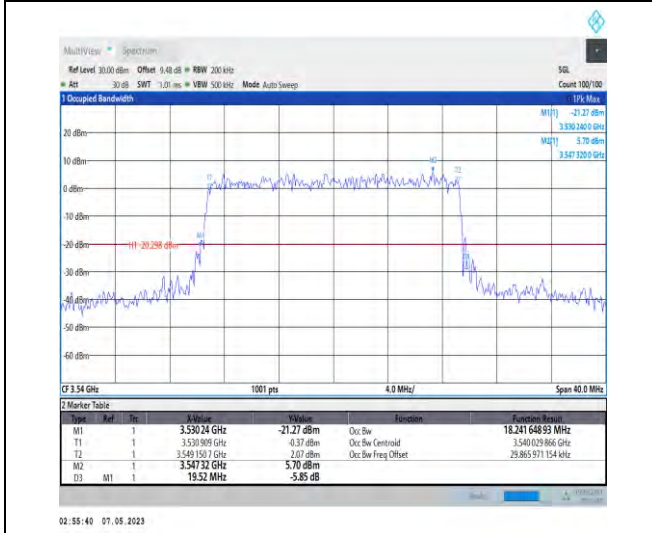 MultiView Spectrum
Ref Level 30.00 dBm Offset 9.48 dB RBW 200 kHz SGL
Att 30 dB SWT 1.01 ms VBW 500 kHz Mode Auto Sweep Count 100/100
1 Occupied Bandwidth 1Pk Max
M1[1] -21.27 dBm
3.530 240 0 GHz
M2[1] 5.70 dBm
3.547 320 0 GHz
20 dBm
10 dBm
0 dBm
-10 dBm
-20 dBm
H1 -20.298 dBm
-30 dBm
-40 dBm
-50 dBm
-60 dBm
T1
M2
T2
M1
CF 3.54 GHz 1001 pts 4.0 MHz/ Span 40.0 MHz
2 Marker Table
Type Ref Trc X-Value Y-Value Function Function Result
M1 1 3.530 24 GHz -21.27 dBm Occ Bw 18.241 648 93 MHz
T1 1 3.530 909 GHz -0.37 dBm Occ Bw Centroid 3.540 029 866 GHz
T2 1 3.549 150 7 GHz 2.07 dBm Occ Bw Freq Offset 29.865 971 154 kHz
M2 1 3.547 32 GHz 5.70 dBm
D3 M1 1 19.52 MHz -5.85 dB
02:55:40 07.05.2023